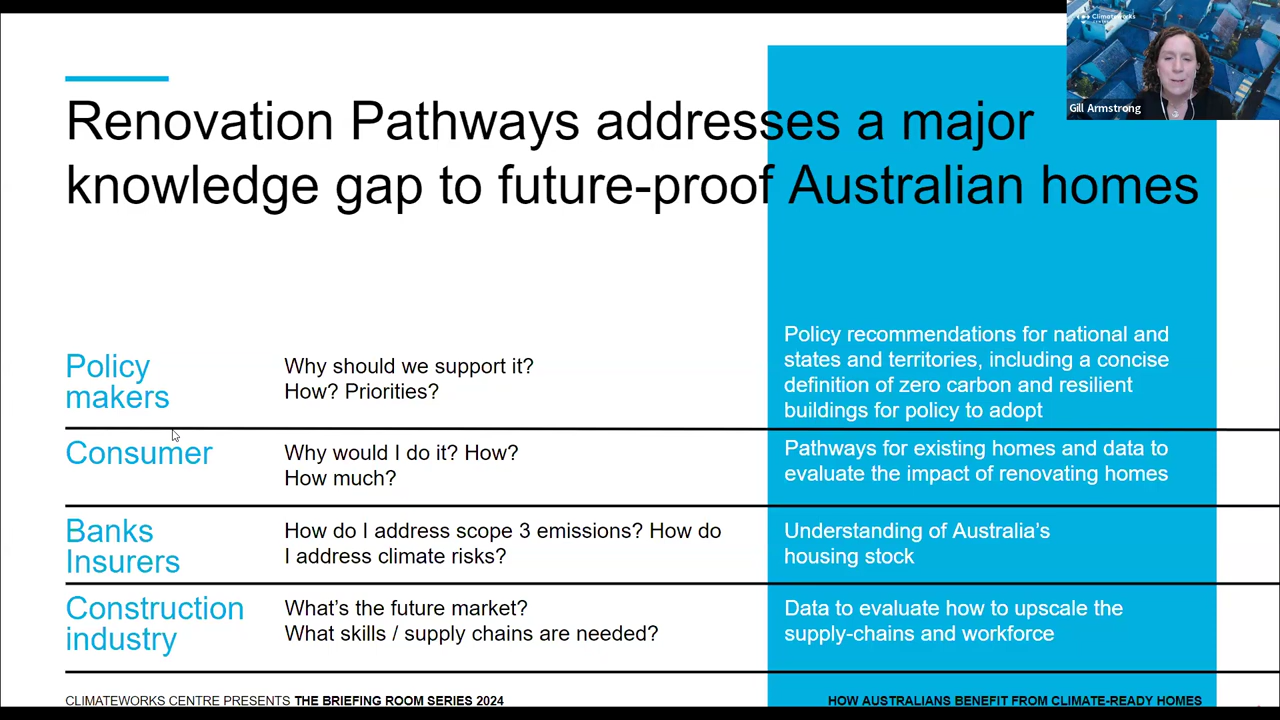 ClimateWorks
CENTRE
Gill Armstrong
Renovation Pathways addresses a major
knowledge gap to future-proof Australian homes
Policy
makers
Why should we support it?
How? Priorities?
Policy recommendations for national and
states and territories, including a concise
definition of zero carbon and resilient
buildings for policy to adopt
Consumer
Why would I do it? How?
How much?
Pathways for existing homes and data to
evaluate the impact of renovating homes
Banks
Insurers
How do I address scope 3 emissions? How do
I address climate risks?
Understanding of Australia's
housing stock
Construction
industry
What's the future market?
What skills / supply chains are needed?
Data to evaluate how to upscale the
supply-chains and workforce
CLIMATEWORKS CENTRE PRESENTS THE BRIEFING ROOM SERIES 2024
HOW AUSTRALIANS BENEFIT FROM CLIMATE-READY HOMES